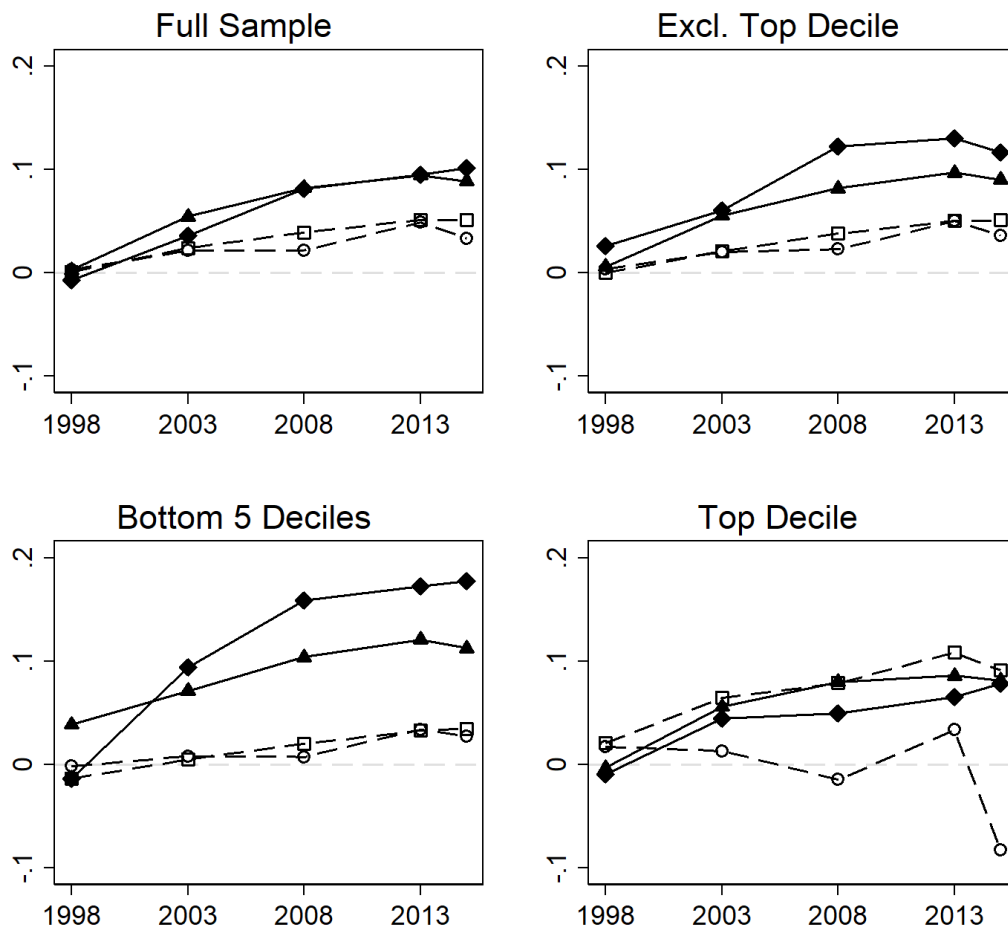 Full Sample
.2
.1
0
-.1
1998 2003 2008 2013
Excl. Top Decile
.2
.1
0
-.1
1998 2003 2008 2013
Bottom 5 Deciles
.2
.1
0
-.1
1998 2003 2008 2013
Top Decile
.2
.1
0
-.1
1998 2003 2008 2013